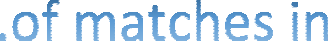 .of matches in